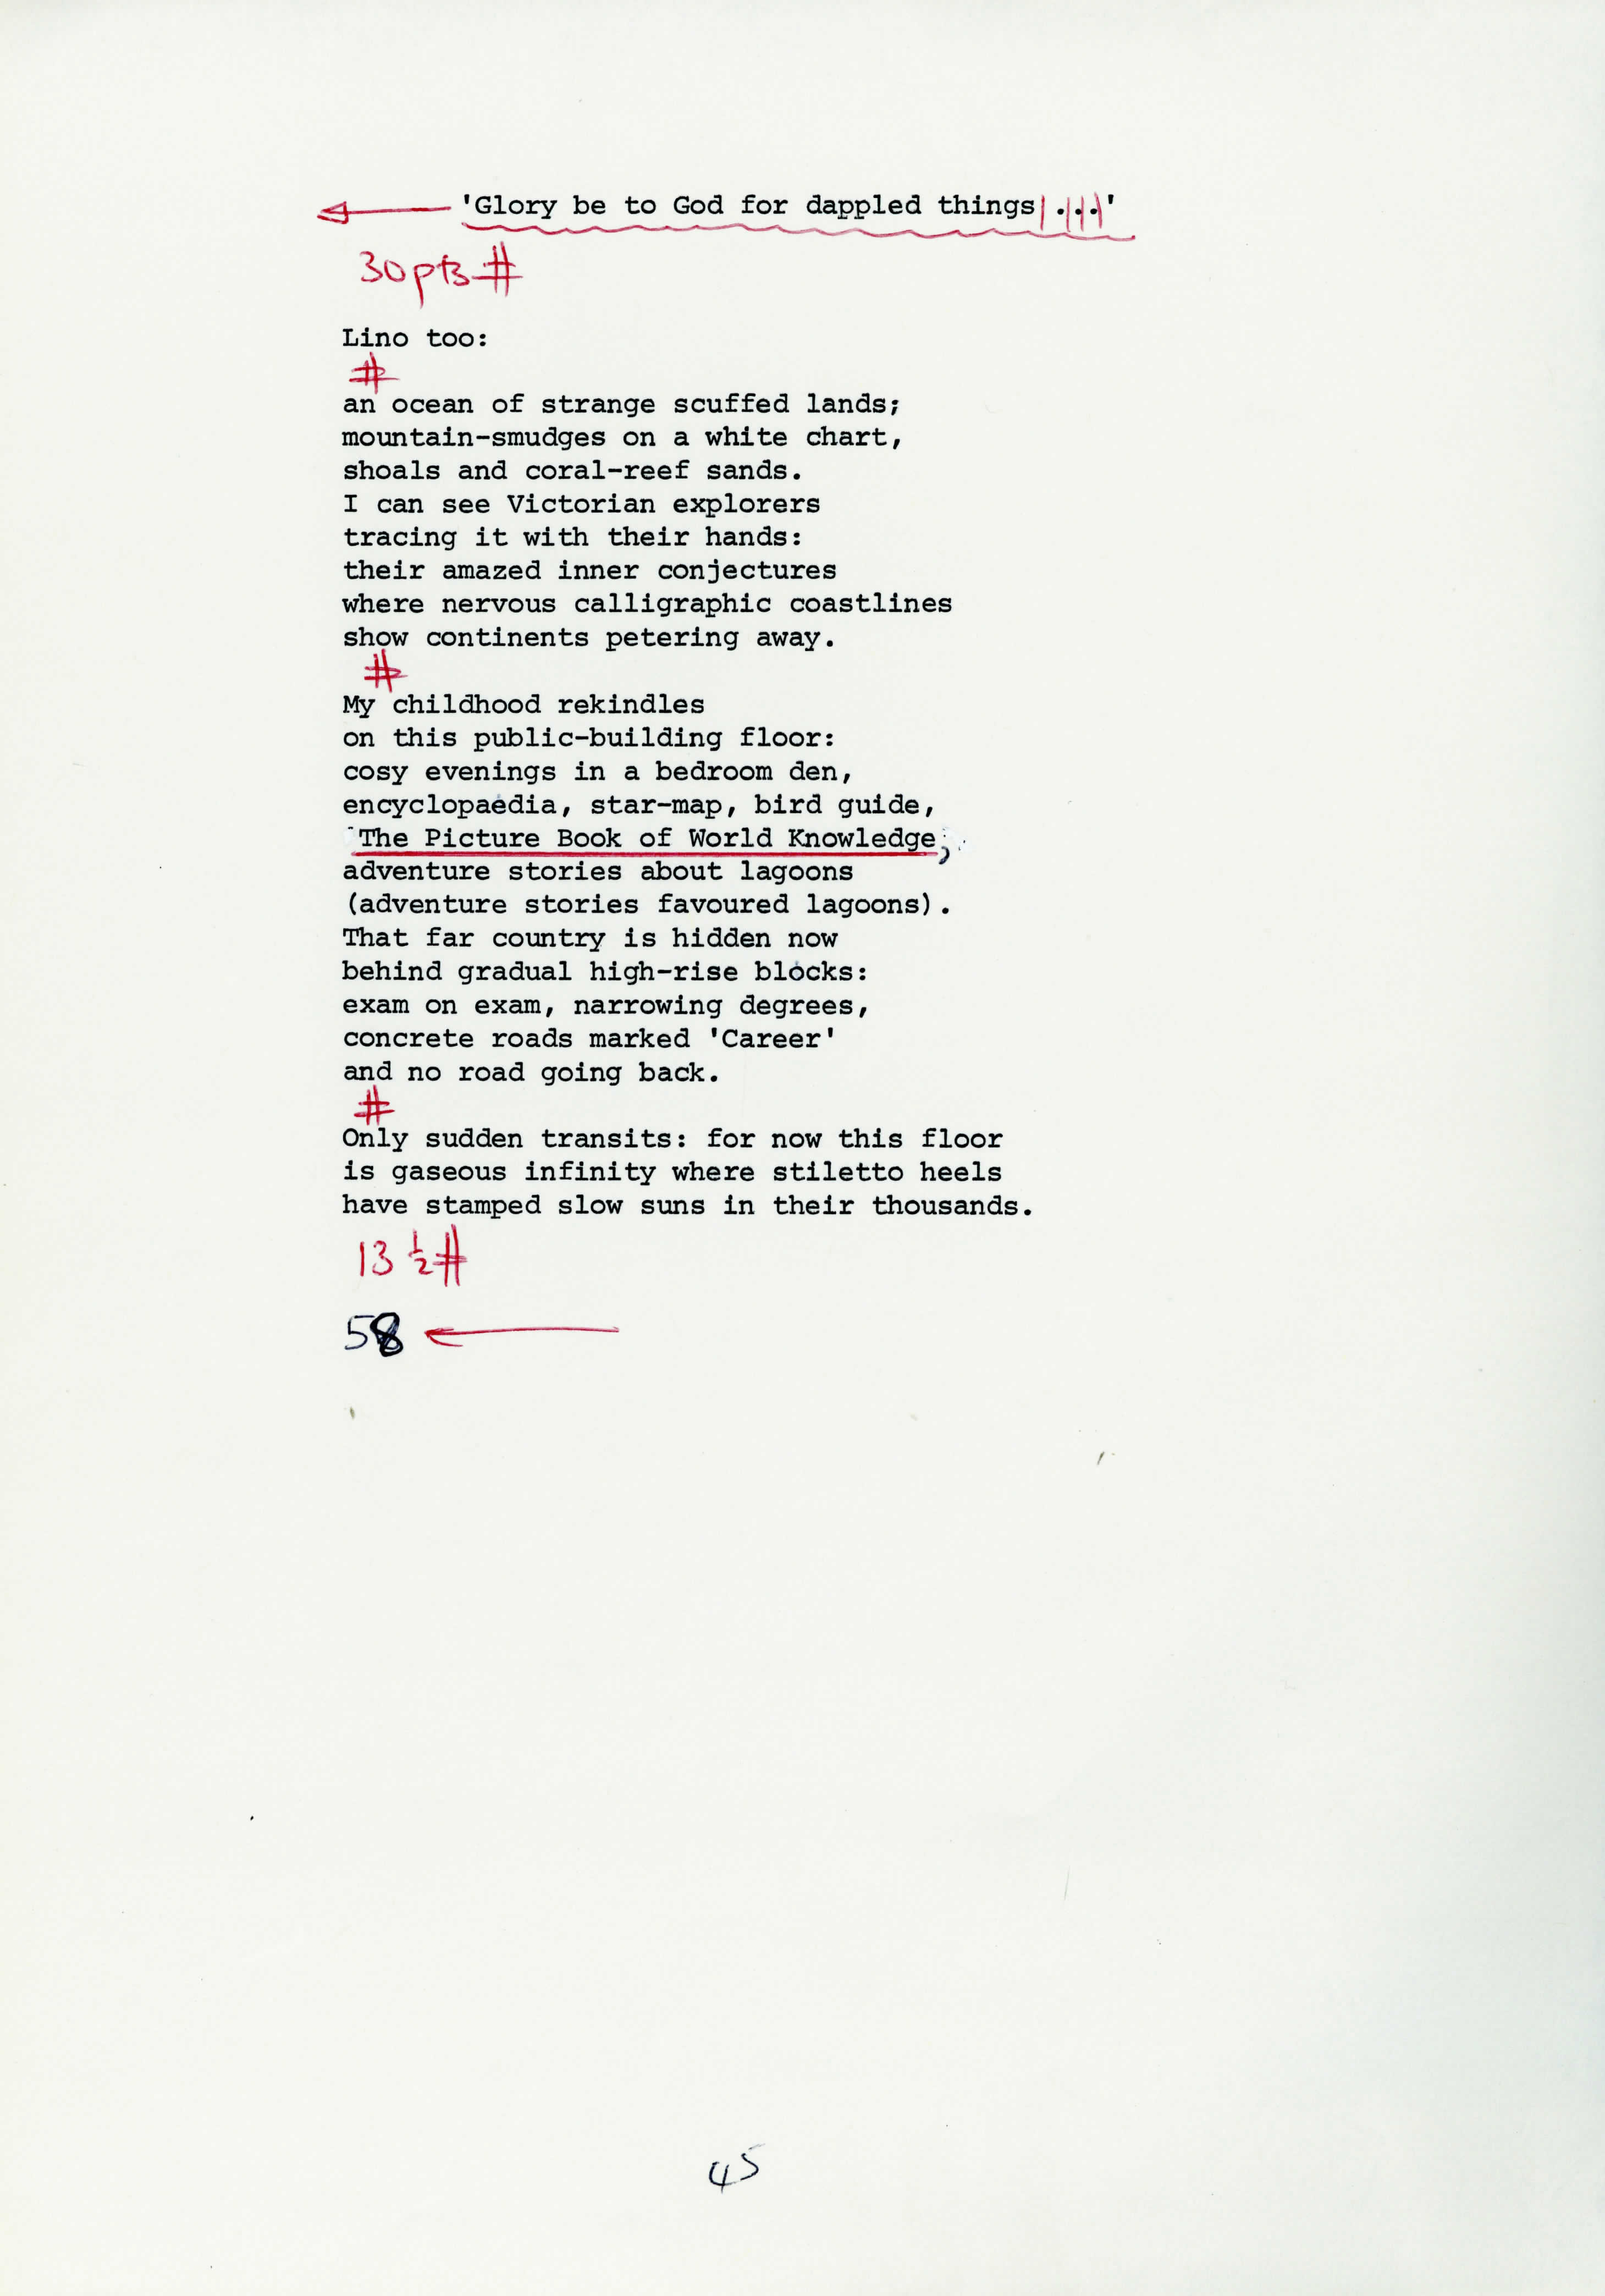 'Glory be to God for dappled things ...'
30pts #
Lino too:
#
an ocean of strange scuffed lands;
mountain-smudges on a white chart,
shoals and coral-reef sands.
I can see Victorian explorers
tracing it with their hands:
their amazed inner conjectures
where nervous calligraphic coastlines
show continents petering away.
#
My childhood rekindles
on this public-building floor:
cosy evenings in a bedroom den,
encyclopaedia, star-map, bird guide,
The Picture Book of World Knowledge,
adventure stories about lagoons
(adventure stories favoured lagoons).
That far country is hidden now
behind gradual high-rise blocks:
exam on exam, narrowing degrees,
concrete roads marked 'Career'
and no road going back.
#
Only sudden transits: for now this floor
is gaseous infinity where stiletto heels
have stamped slow suns in their thousands.
13 ½ #
58
45